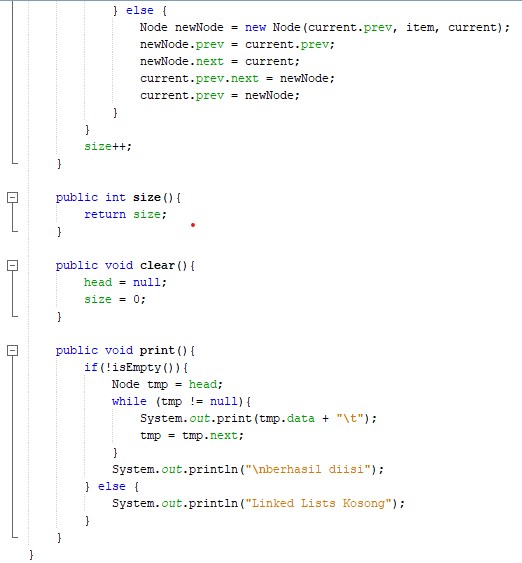 } else {
Node newNode = new Node(current.prev, item, current);
newNode.prev = current.prev;
newNode.next = current;
current.prev.next = newNode;
current.prev = newNode;
}
}
size++;
}
public int size(){
return size;
}
public void clear(){
head = null;
size = 0;
}
public void print(){
if(!isEmpty()){
Node tmp = head;
while (tmp != null){
System.out.print(tmp.data + "\t");
tmp = tmp.next;
}
System.out.println("\nberhasil diisi");
} else {
System.out.println("Linked Lists Kosong");
}
}
}